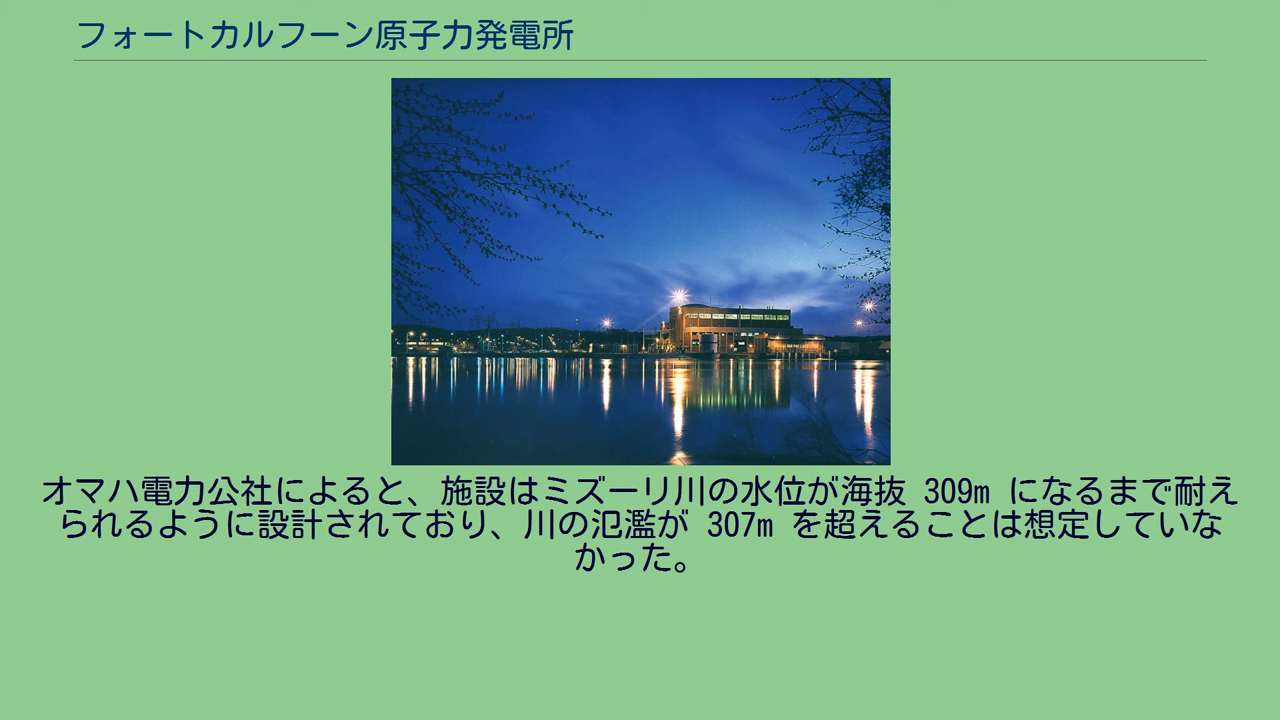 フォートカルフーン原子力発電所
オマハ電力公社によると、施設はミズーリ川の水位が海抜 309m になるまで耐え
られるように設計されており、川の氾濫が 307m を超えることは想定していな
かった。